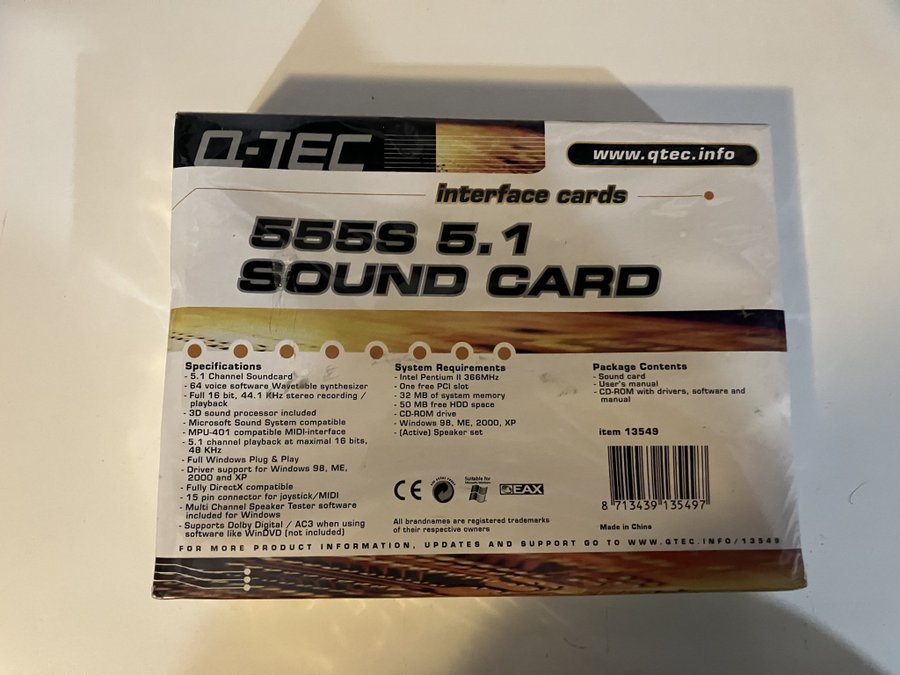 Q-TEC
www.qtec.info
interface cards
555S 5.1
SOUND CARD
Specifications
- 5.1 Channel Soundcard
- 64 voice software Wavetable synthesizer
- Full 16 bit, 44.1 KHz stereo recording /
playback
- 3D sound processor included
- Microsoft Sound System compatible
- MPU-401 compatible MIDI-interface
- 5.1 channel playback at maximal 16 bits,
48 KHz
- Full Windows Plug & Play
- Driver support for Windows 98, ME,
2000 and XP
- Fully DirectX compatible
- 15 pin connector for joystick/MIDI
- Multi Channel Speaker Tester software
included for Windows
- Supports Dolby Digital / AC3 when using
software like WinDVD (not included)
System Requirements
- Intel Pentium II 366MHz
- One free PCI slot
- 32 MB of system memory
- 50 MB free HDD space
- CD-ROM drive
- Windows 98, ME, 2000, XP
- (Active) Speaker set
CE
Suitable for
EAX
All brandnames are registered trademarks
of their respective owners
Package Contents
- Sound card
- User's manual
- CD-ROM with drivers, software and
manual
item 13549
8 713439 135497
Made in China
FOR MORE PRODUCT INFORMATION, UPDATES AND SUPPORT GO TO WWW.QTEC.INFO/13549